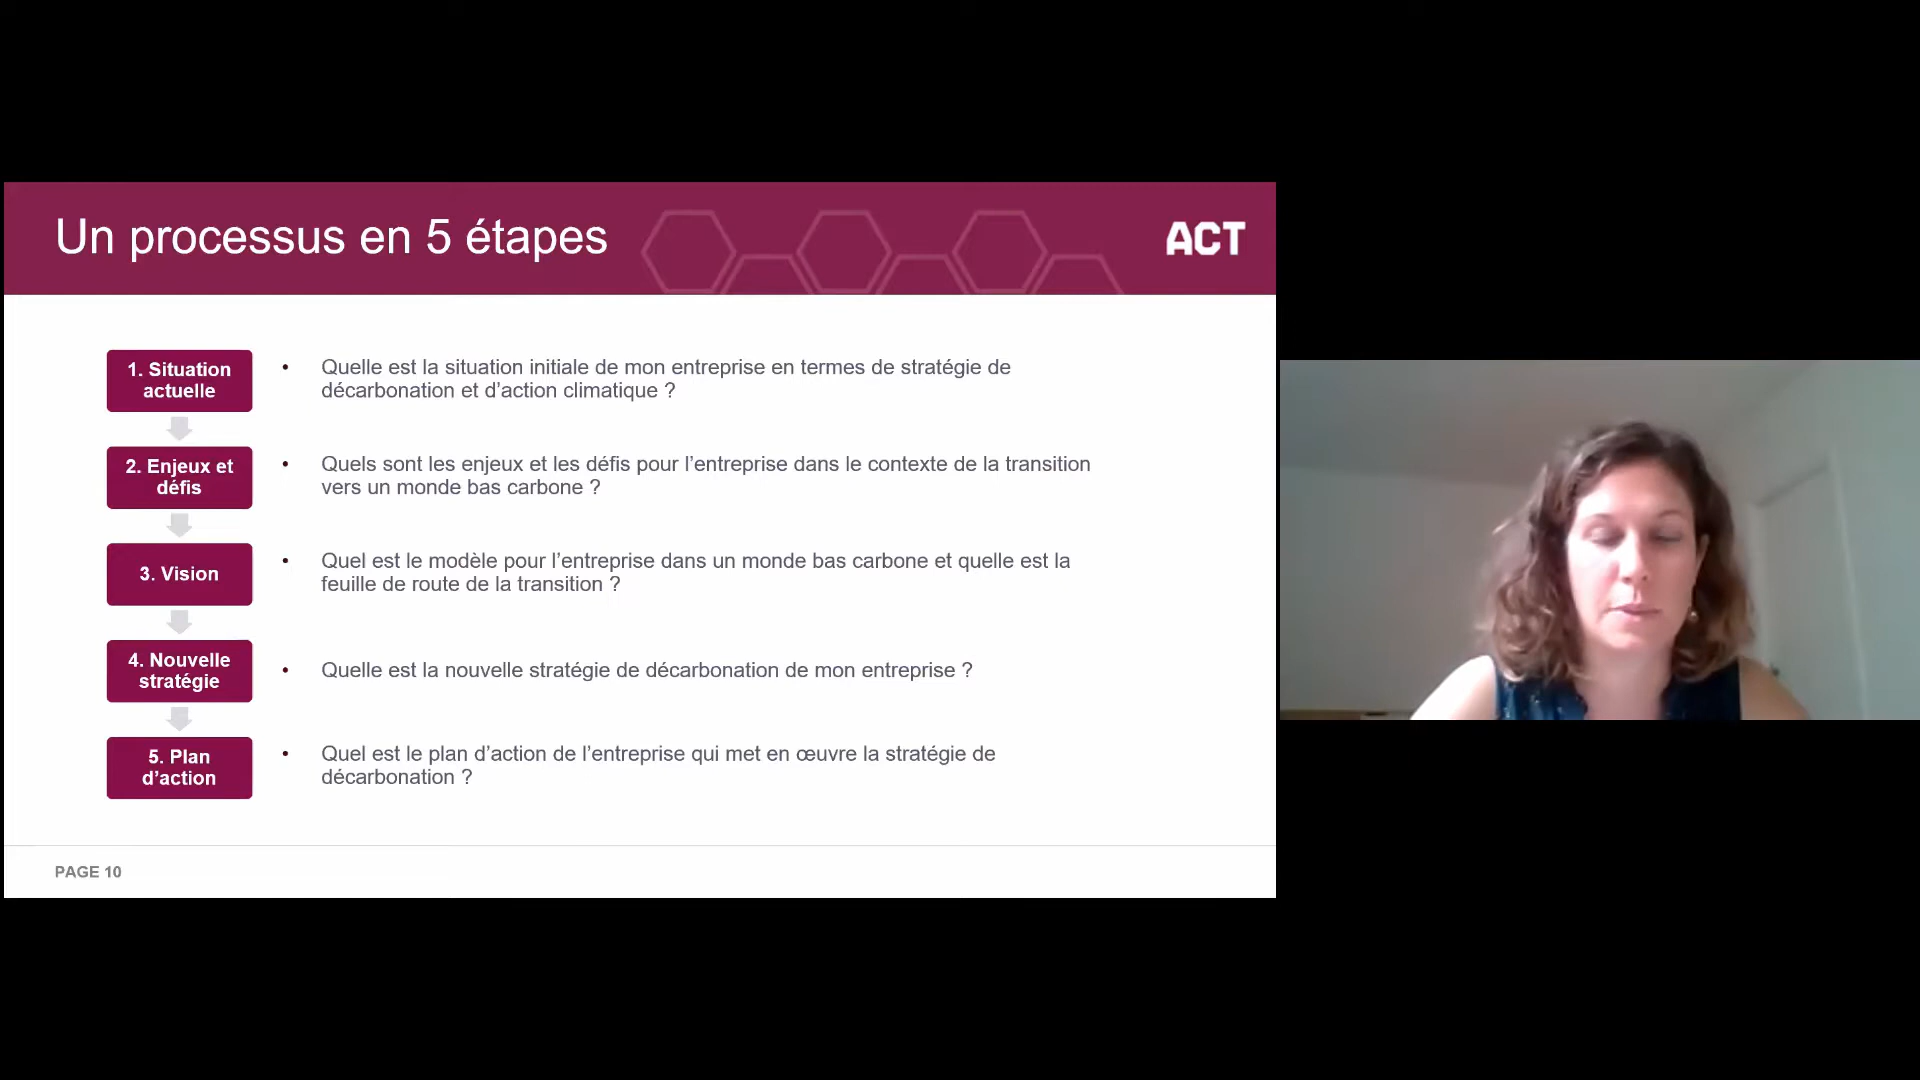 Un processus en 5 étapes
ACT
1. Situation
actuelle
• Quelle est la situation initiale de mon entreprise en termes de stratégie de
décarbonation et d’action climatique ?
2. Enjeux et
défis
• Quels sont les enjeux et les défis pour l’entreprise dans le contexte de la transition
vers un monde bas carbone ?
3. Vision
• Quel est le modèle pour l’entreprise dans un monde bas carbone et quelle est la
feuille de route de la transition ?
4. Nouvelle
stratégie
• Quelle est la nouvelle stratégie de décarbonation de mon entreprise ?
5. Plan
d’action
• Quel est le plan d’action de l’entreprise qui met en œuvre la stratégie de
décarbonation ?
PAGE 10